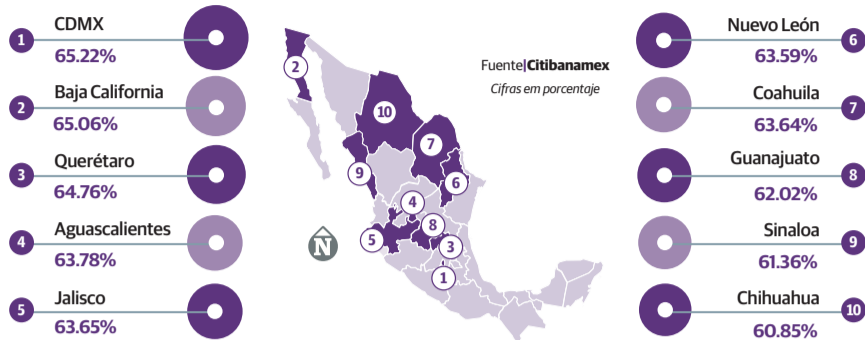 1
CDMX
65.22%
2
Baja California
65.06%
3
Querétaro
64.76%
4
Aguascalientes
63.78%
5
Jalisco
63.65%
Fuente|Citibanamex
Cifras em porcentaje
2
10
7
9
6
4
8
5
3
1
N
Nuevo León
6
63.59%
Coahuila
7
63.64%
Guanajuato
8
62.02%
Sinaloa
9
61.36%
Chihuahua
10
60.85%